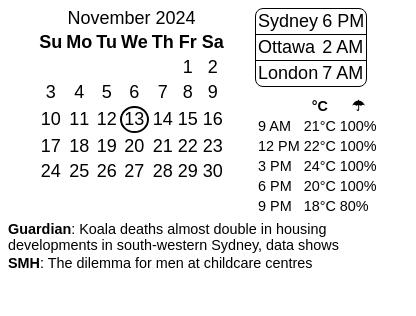 November 2024
Su Mo Tu We Th Fr Sa
1 2
3 4 5 6 7 8 9
10 11 12 13 14 15 16
17 18 19 20 21 22 23
24 25 26 27 28 29 30
Sydney 6 PM
Ottawa 2 AM
London 7 AM
°C ☂
9 AM 21°C 100%
12 PM 22°C 100%
3 PM 24°C 100%
6 PM 20°C 100%
9 PM 18°C 80%
Guardian: Koala deaths almost double in housing
developments in south-western Sydney, data shows
SMH: The dilemma for men at childcare centres